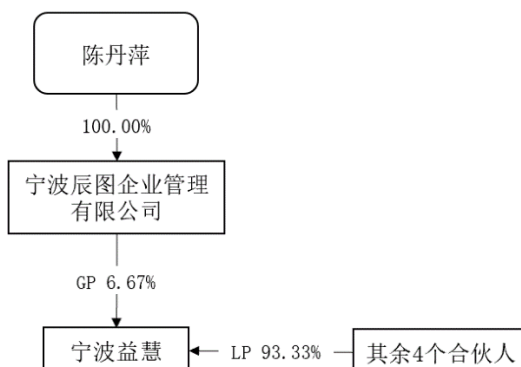 陈丹萍
100.00%
宁波辰图企业管理
有限公司
GP 6.67%
宁波益慧
LP 93.33%
其余4个合伙人